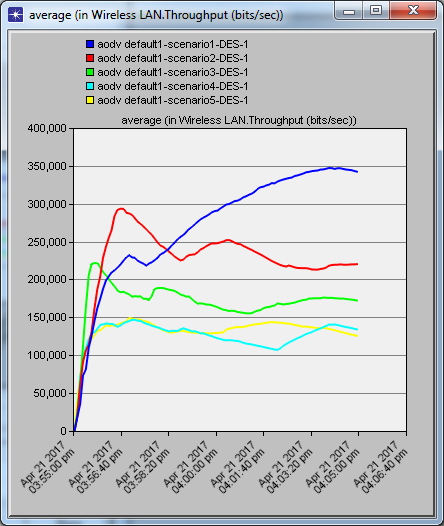 average (in Wireless LAN.Throughput (bits/sec))
aodv default1-scenario1-DES-1
aodv default1-scenario2-DES-1
aodv default1-scenario3-DES-1
aodv default1-scenario4-DES-1
aodv default1-scenario5-DES-1
average (in Wireless LAN.Throughput (bits/sec))
400,000
350,000
300,000
250,000
200,000
150,000
100,000
50,000
0
Apr 21 2017
03:55:00 pm
Apr 21 2017
03:56:40 pm
Apr 21 2017
03:58:20 pm
Apr 21 2017
04:00:00 pm
Apr 21 2017
04:01:40 pm
Apr 21 2017
04:03:20 pm
Apr 21 2017
04:05:00 pm
Apr 21 2017
04:06:40 pm